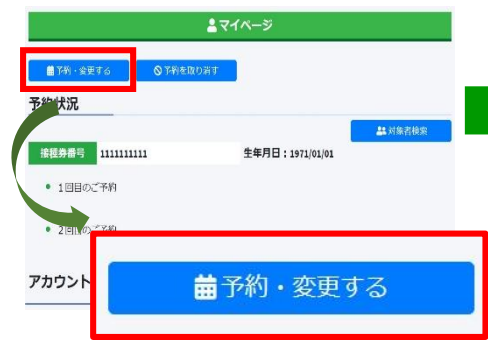 マイページ
予約・変更する
予約を取り消す
予約状況
対象者検索
接種券番号 1111111111 生年月日：1971/01/01
1回目のご予約
2回目のご予約
アカウント
予約・変更する